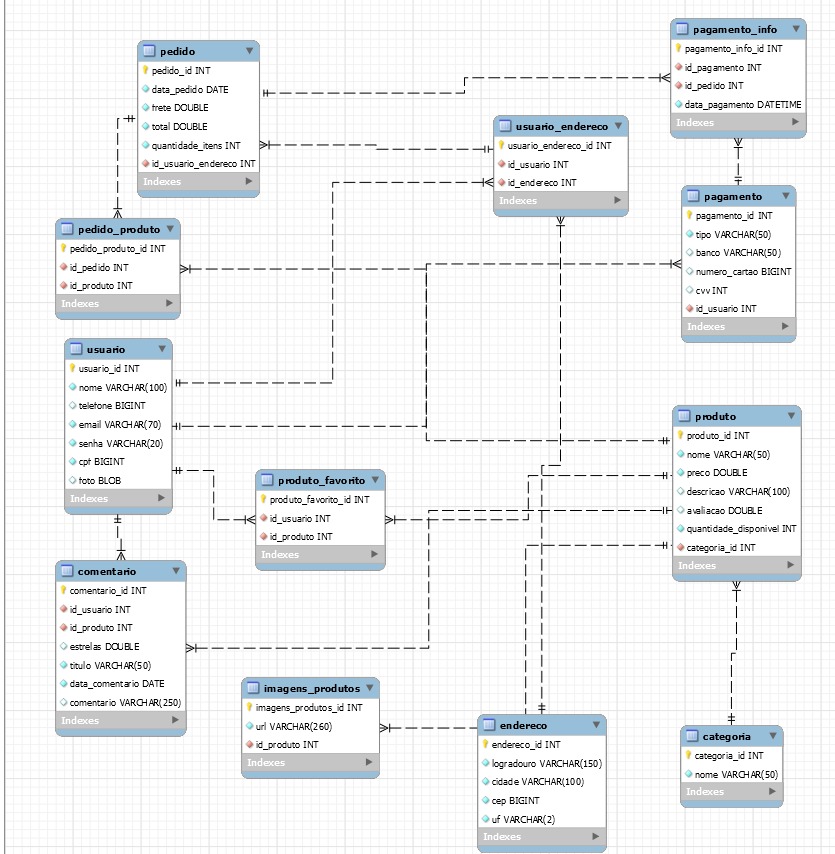 pedido
pedido_id INT
data_pedido DATE
frete DOUBLE
total DOUBLE
quantidade_itens INT
id_usuario_endereco INT
Indexes
pagamento_info
pagamento_info_id INT
id_pagamento INT
id_pedido INT
data_pagamento DATETIME
Indexes
usuario_endereco
usuario_endereco_id INT
id_usuario INT
id_endereco INT
Indexes
pagamento
pagamento_id INT
tipo VARCHAR(50)
banco VARCHAR(50)
numero_cartao BIGINT
cvv INT
id_usuario INT
Indexes
pedido_produto
pedido_produto_id INT
id_pedido INT
id_produto INT
Indexes
usuario
usuario_id INT
nome VARCHAR(100)
telefone BIGINT
email VARCHAR(70)
senha VARCHAR(20)
cpf BIGINT
foto BLOB
Indexes
produto
produto_id INT
nome VARCHAR(50)
preco DOUBLE
descricao VARCHAR(100)
avaliacao DOUBLE
quantidade_disponivel INT
categoria_id INT
Indexes
produto_favorito
produto_favorito_id INT
id_usuario INT
id_produto INT
Indexes
comentario
comentario_id INT
id_usuario INT
id_produto INT
estrelas DOUBLE
titulo VARCHAR(50)
data_comentario DATE
comentario VARCHAR(250)
Indexes
imagens_produtos
imagens_produtos_id INT
url VARCHAR(260)
id_produto INT
Indexes
endereco
endereco_id INT
logradouro VARCHAR(150)
cidade VARCHAR(100)
cep BIGINT
uf VARCHAR(2)
Indexes
categoria
categoria_id INT
nome VARCHAR(50)
Indexes